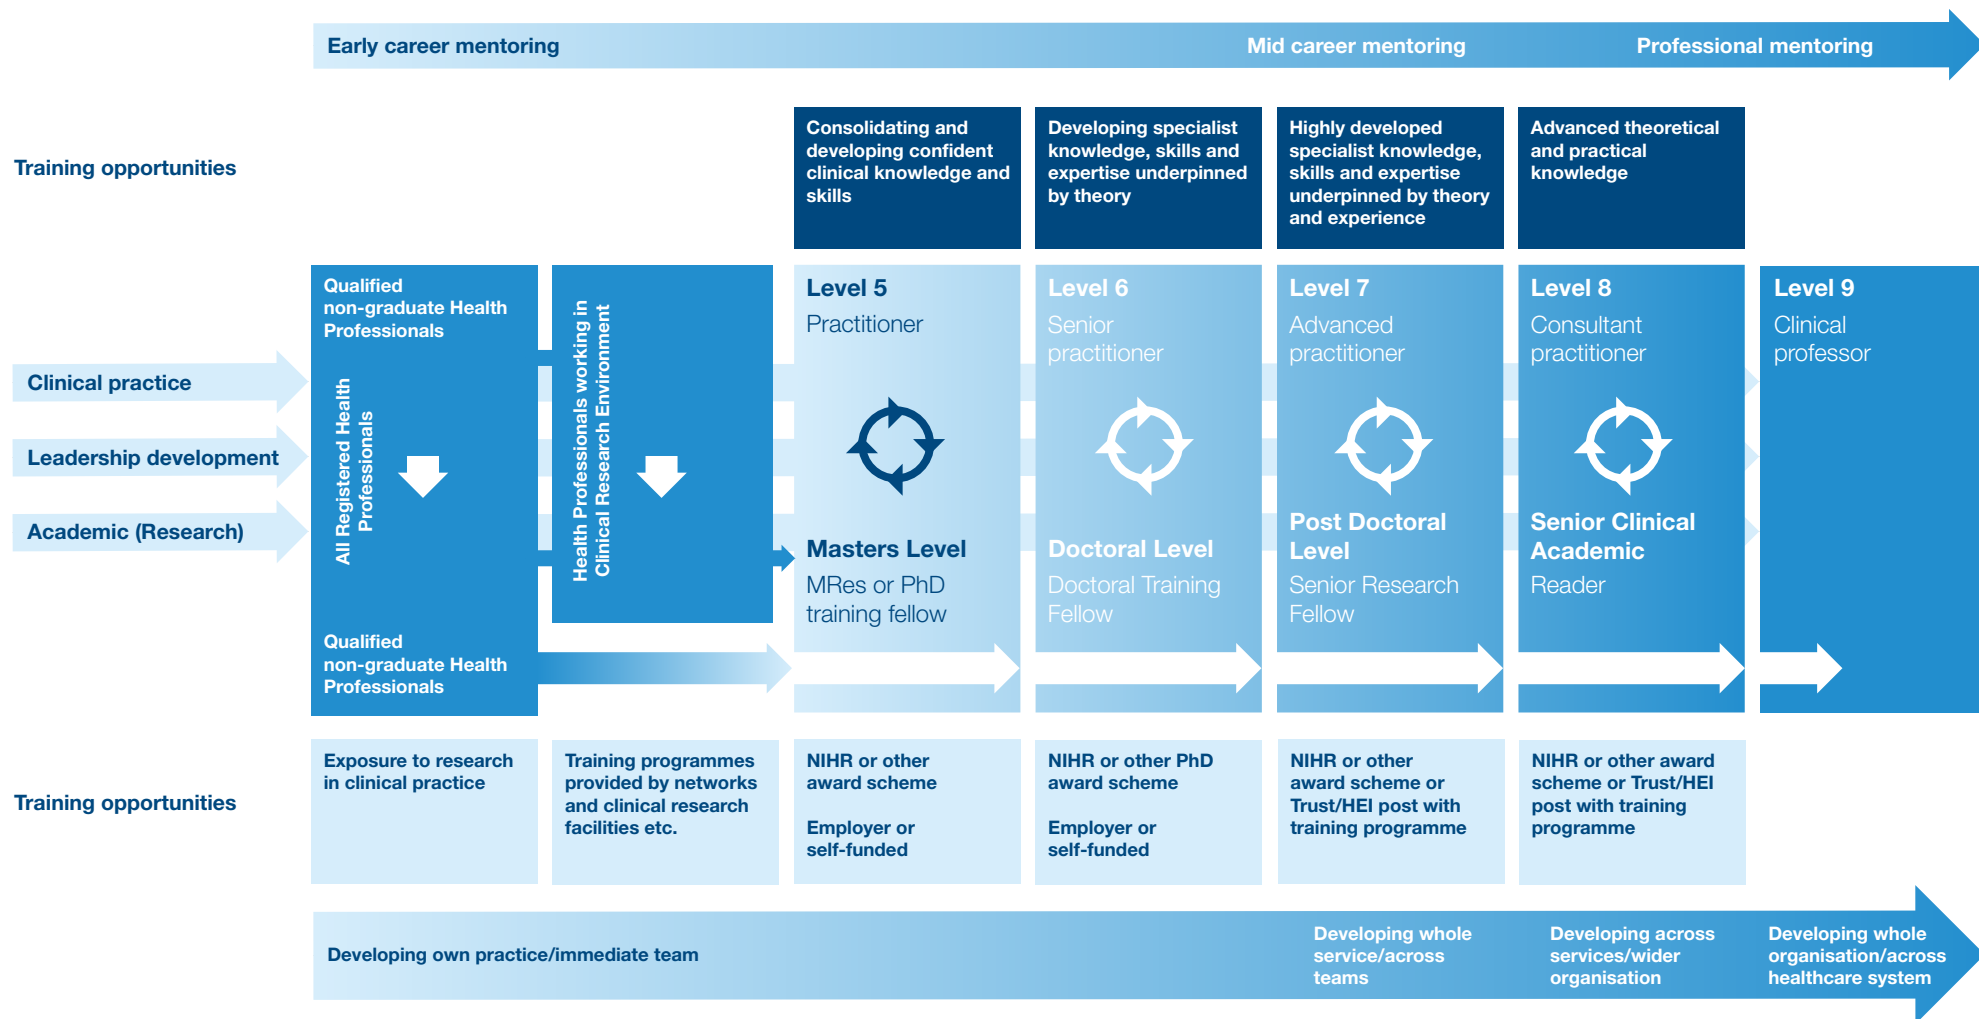 Early career mentoring
Mid career mentoring
Professional mentoring
Training opportunities
Consolidating and
developing confident
clinical knowledge and
skills
Developing specialist
knowledge, skills and
expertise underpinned
by theory
Highly developed
specialist knowledge,
skills and expertise
underpinned by theory
and experience
Advanced theoretical
and practical
knowledge
Clinical practice
Leadership development
Academic (Research)
Qualified
non-graduate Health
Professionals
All Registered Health
Professionals
Qualified
non-graduate Health
Professionals
Health Professionals working in
Clinical Research Environment
Level 5
Practitioner
Masters Level
MRes or PhD
training fellow
Level 6
Senior
practitioner
Doctoral Level
Doctoral Training
Fellow
Level 7
Advanced
practitioner
Post Doctoral
Level
Senior Research
Fellow
Level 8
Consultant
practitioner
Senior Clinical
Academic
Reader
Level 9
Clinical
professor
Training opportunities
Exposure to research
in clinical practice
Training programmes
provided by networks
and clinical research
facilities etc.
NIHR or other
award scheme
Employer or
self-funded
NIHR or other PhD
award scheme
Employer or
self-funded
NIHR or other
award scheme or
Trust/HEI post with
training programme
NIHR or other award
scheme or Trust/HEI
post with training
programme
Developing own practice/immediate team
Developing whole
service/across
teams
Developing across
services/wider
organisation
Developing whole
organisation/across
healthcare system